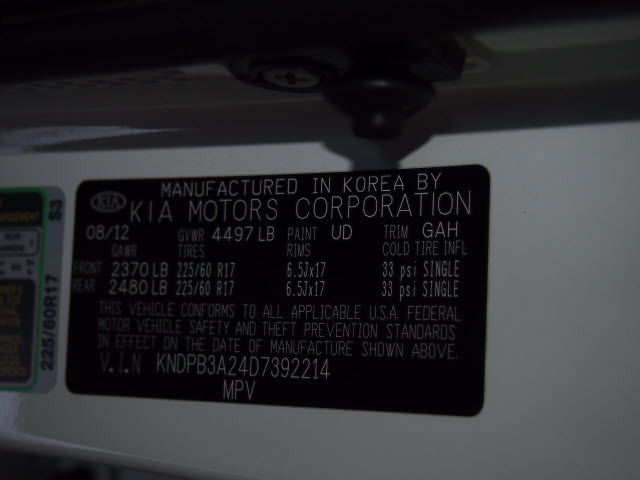 MANUFACTURED IN KOREA BY
KIA KIA MOTORS CORPORATION
08/12 GVWR 4497 LB PAINT UD TRIM GAH
GAWR TIRES RIMS COLD TIRE INFL
FRONT 2370 LB 225/60 R17 6.5Jx17 33 psi SINGLE
REAR 2480 LB 225/60 R17 6.5Jx17 33 psi SINGLE
THIS VEHICLE CONFORMS TO ALL APPLICABLE U.S.A. FEDERAL
MOTOR VEHICLE SAFETY AND THEFT PREVENTION STANDARDS
IN EFFECT ON THE DATE OF MANUFACTURE SHOWN ABOVE.
V.I.N KNDPB3A24D7392214
MPV
225/60R17 S3